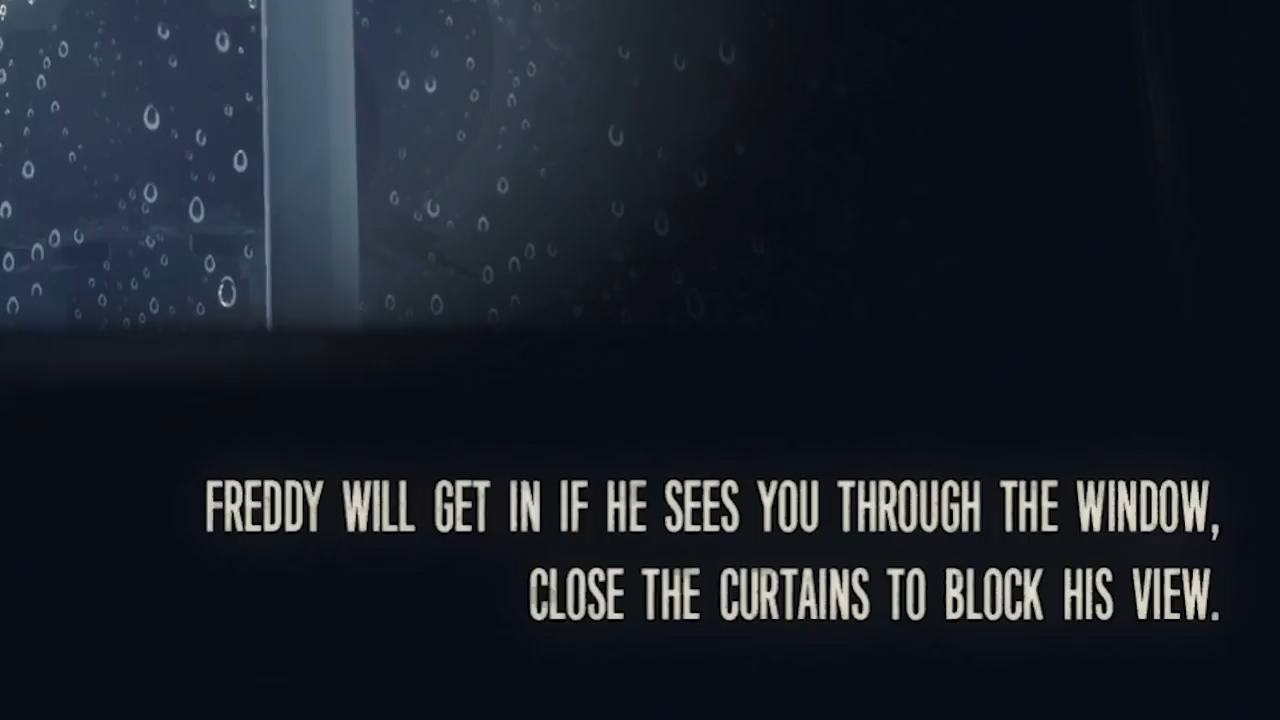 FREDDY WILL GET IN IF HE SEES YOU THROUGH THE WINDOW,
CLOSE THE CURTAINS TO BLOCK HIS VIEW.